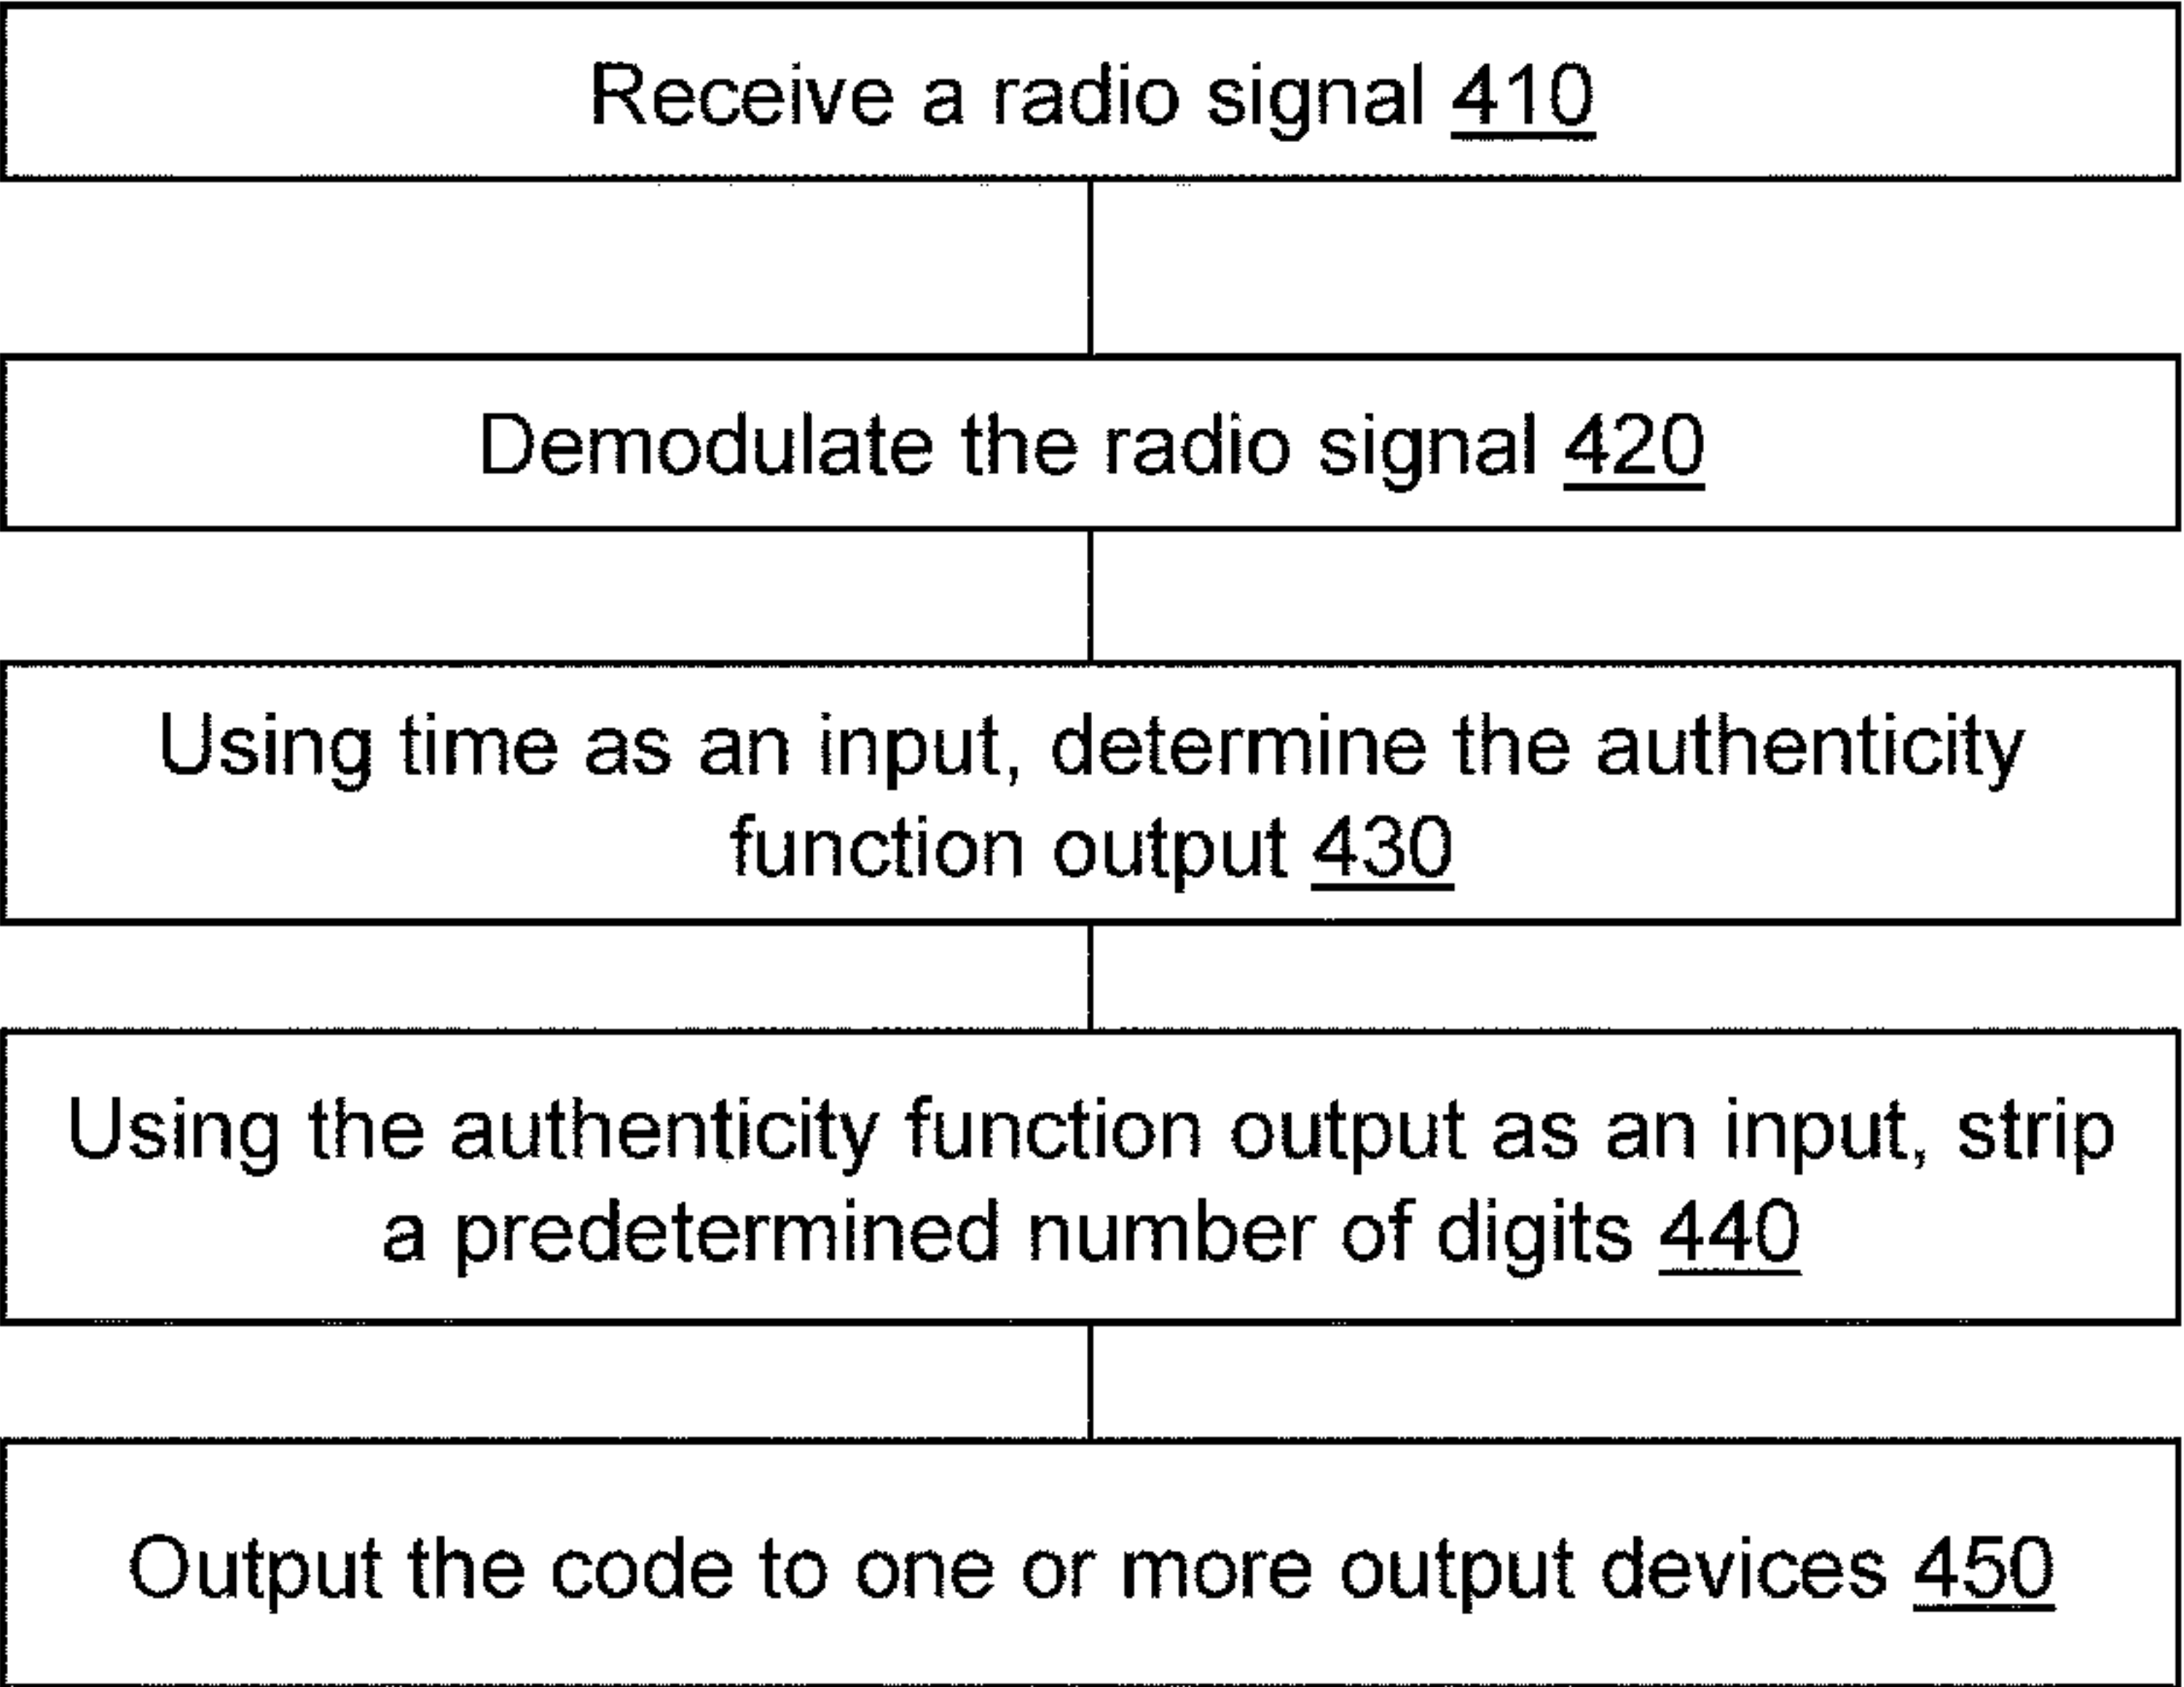 Receive a radio signal 410
Demodulate the radio signal 420
Using time as an input, determine the authenticity
function output 430
Using the authenticity function output as an input, strip
a predetermined number of digits 440
Output the code to one or more output devices 450